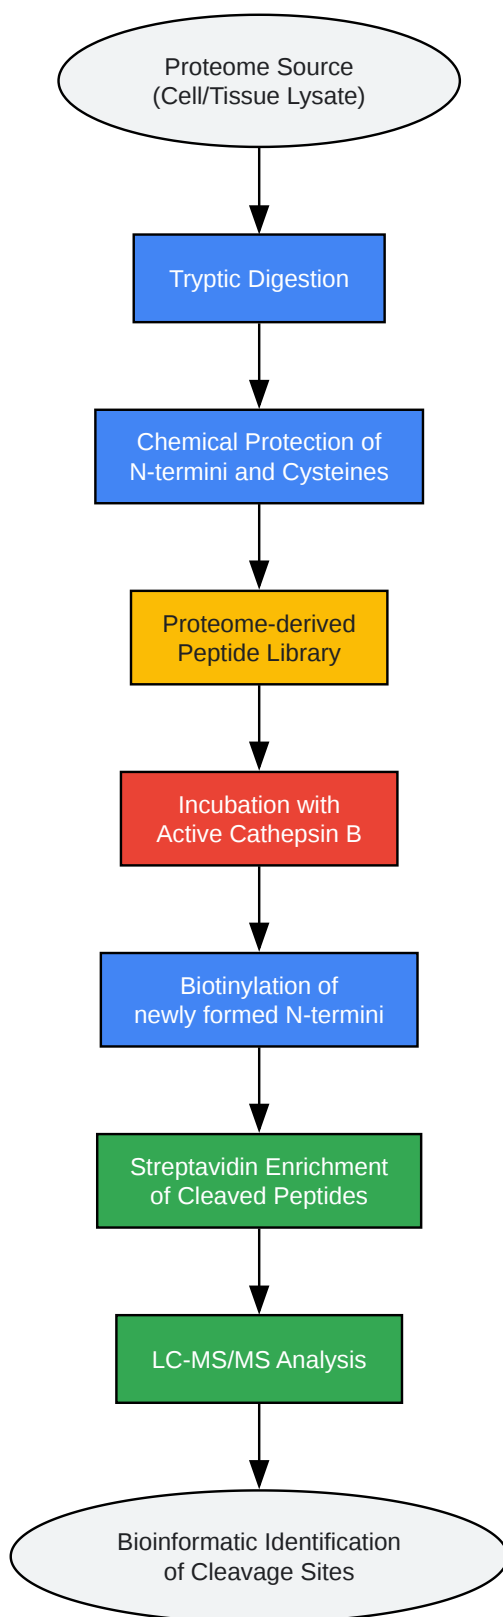 Proteome Source
(Cell/Tissue Lysate)
Tryptic Digestion
Chemical Protection of
N-termini and Cysteines
Proteome-derived
Peptide Library
Incubation with
Active Cathepsin B
Biotinylation of
newly formed N-termini
Streptavidin Enrichment
of Cleaved Peptides
LC-MS/MS Analysis
Bioinformatic Identification
of Cleavage Sites